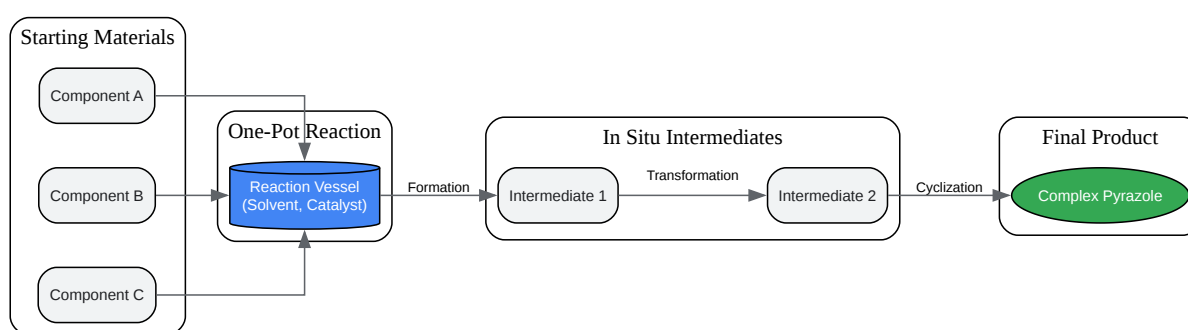 Starting Materials
Component A
Component B
Component C
One-Pot Reaction
Reaction Vessel
(Solvent, Catalyst)
Formation
In Situ Intermediates
Intermediate 1
Transformation
Intermediate 2
Cyclization
Final Product
Complex Pyrazole